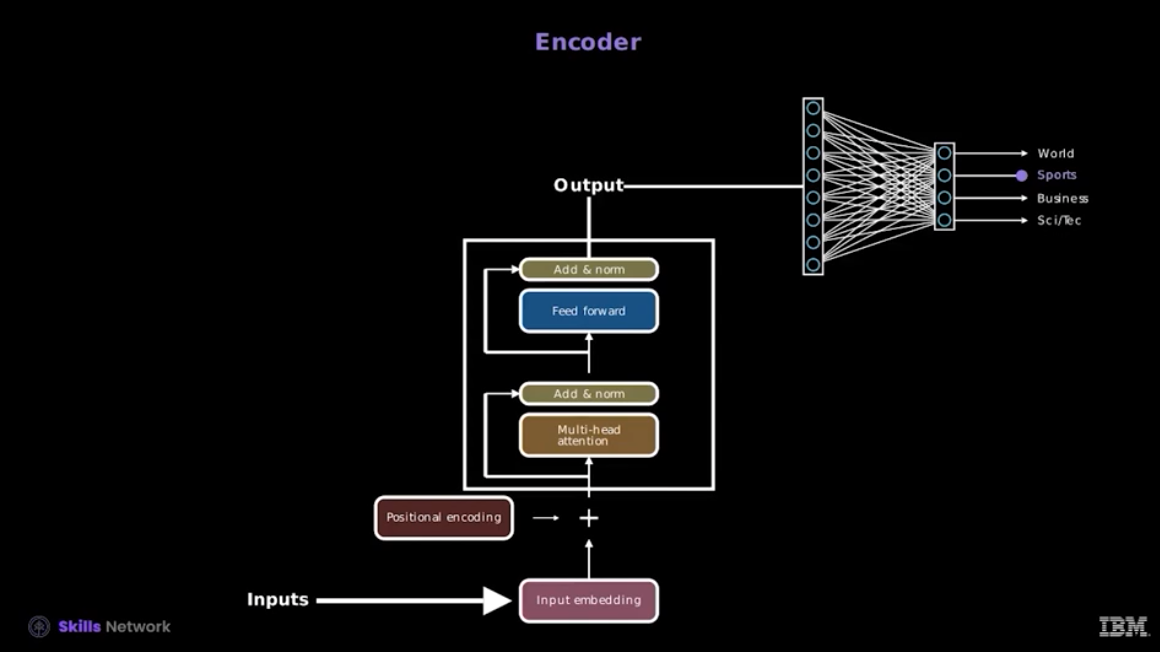 Encoder
World
Output
Sports
Business
Sci/Tec
Add & norm
Feed forward
Add & norm
Multi-head
attention
Positional encoding
+
Inputs
Input embedding
Skills Network
IBM